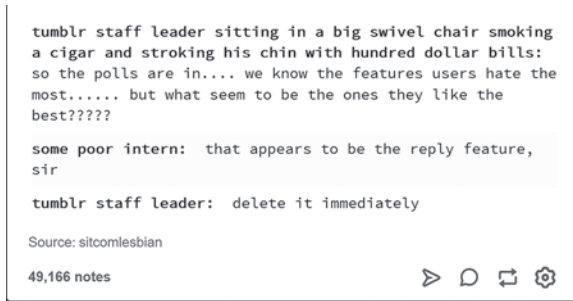 tumblr staff leader sitting in a big swivel chair smoking
a cigar and stroking his chin with hundred dollar bills:
so the polls are in.... we know the features users hate the
most...... but what seem to be the ones they like the
best?????
some poor intern:  that appears to be the reply feature,
sir
tumblr staff leader:  delete it immediately
Source: sitcomlesbian
49,166 notes